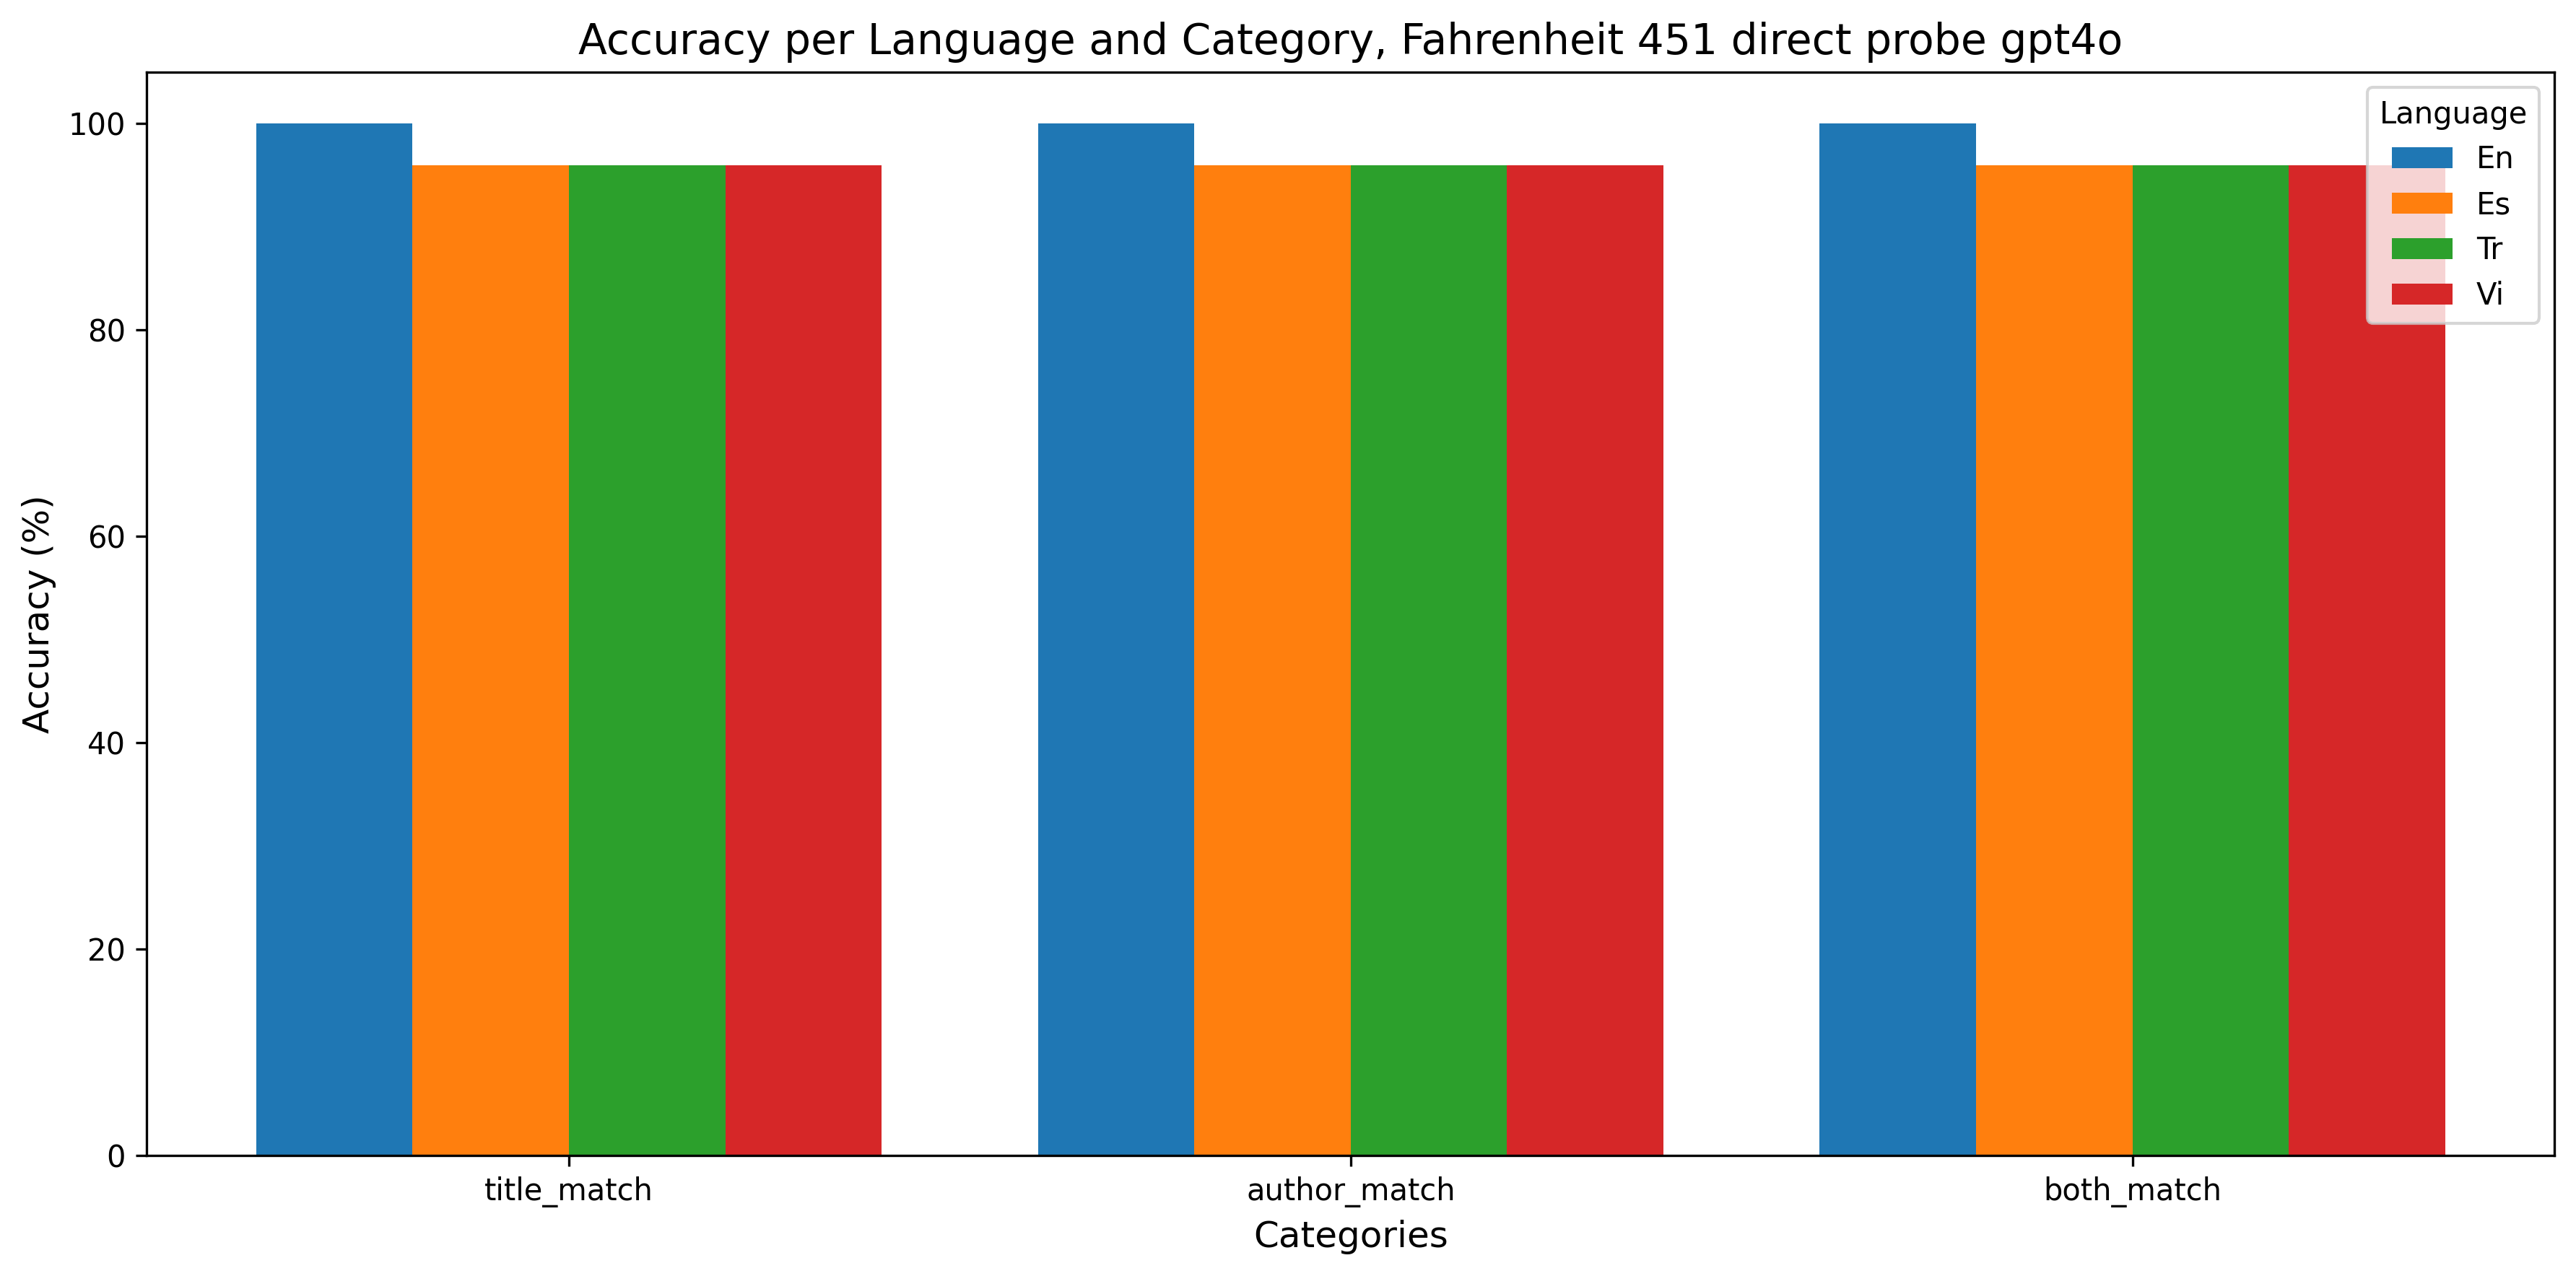 Accuracy per Language and Category, Fahrenheit 451 direct probe gpt4o
Language
En
Es
Tr
Vi
100
80
60
40
20
0
Accuracy (%)
title_match
author_match
both_match
Categories